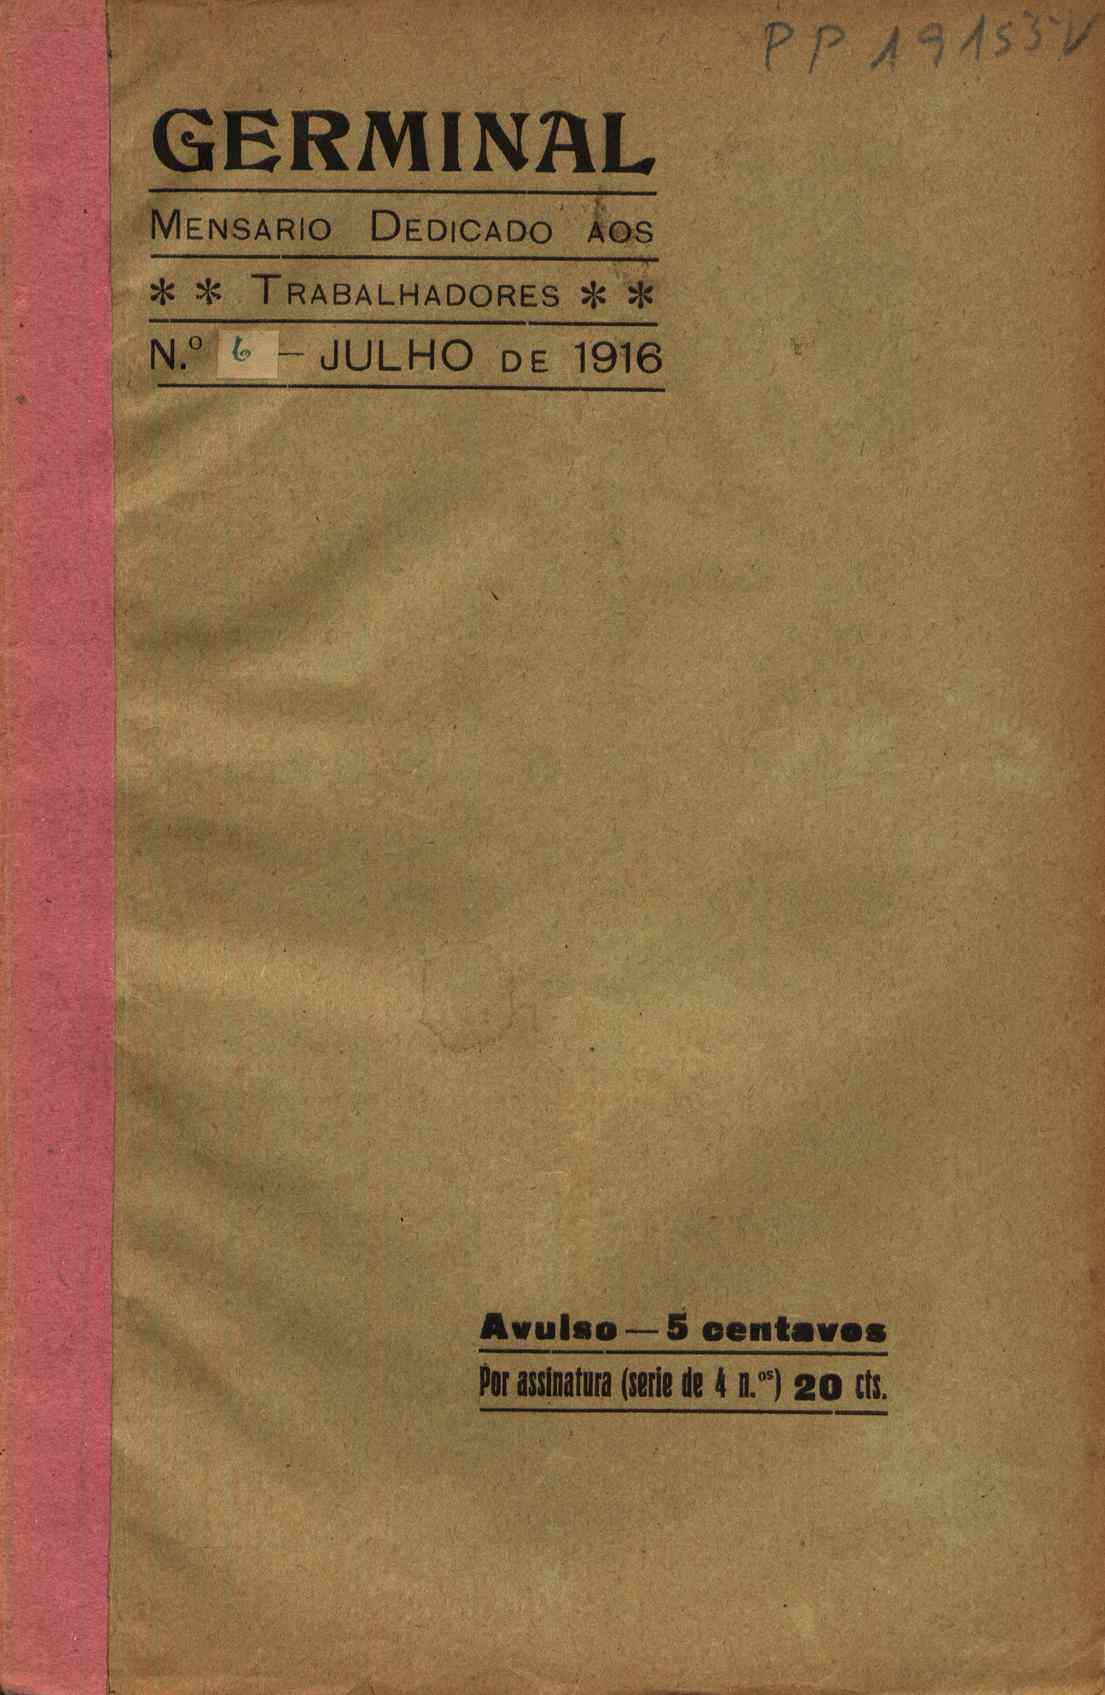 PP 19155V
GERMINAL
MENSARIO DEDICADO AOS
* * TRABALHADORES * *
N.º 6 — JULHO DE 1916
Avulso — 5 centavos
Por assinatura (serie de 4 n.ºˢ) 20 cts.